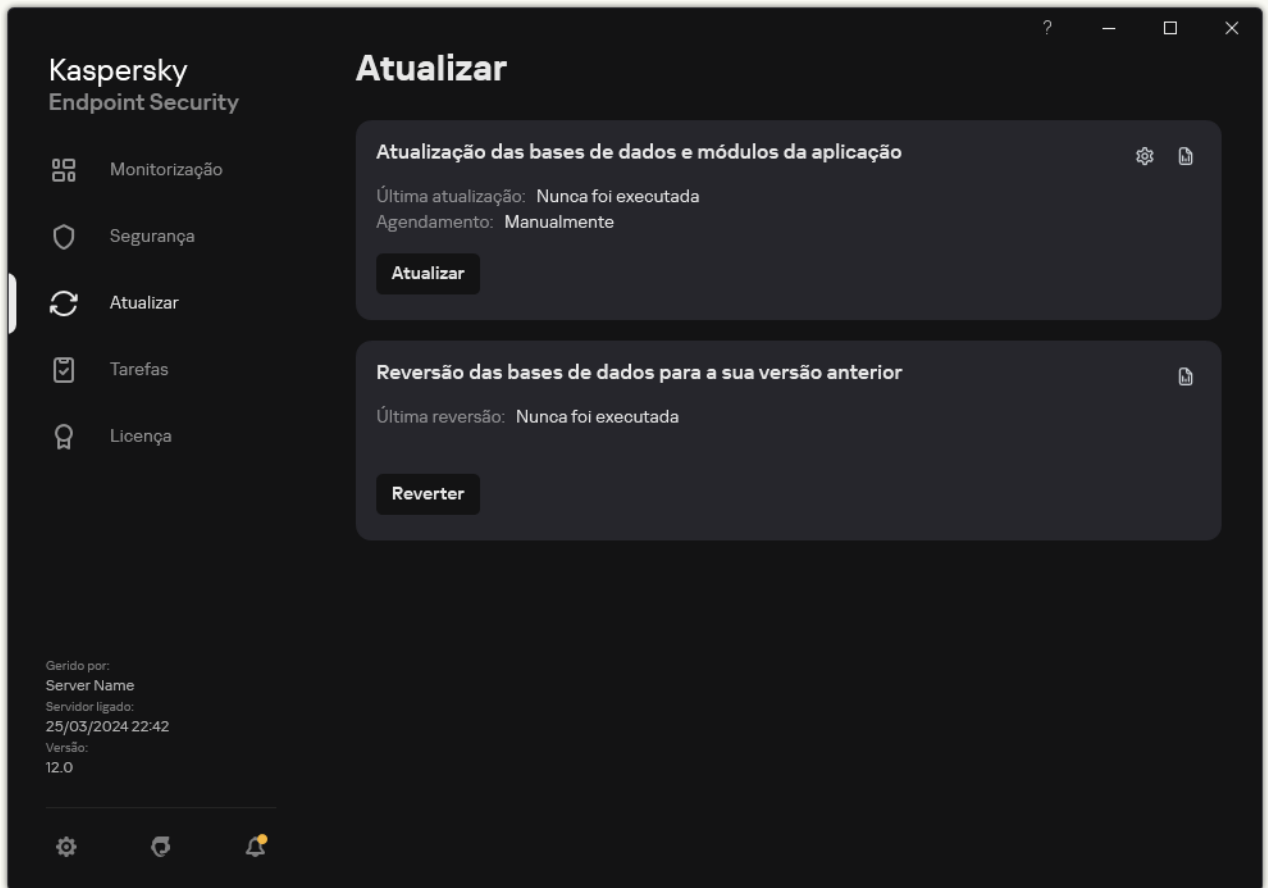 ?
Kaspersky
Endpoint Security
Monitorização
Segurança
Atualizar
Tarefas
Licença
Gerido por:
Server Name
Servidor ligado:
25/03/2024 22:42
Versão:
12.0
Atualizar
Atualização das bases de dados e módulos da aplicação
Última atualização: Nunca foi executada
Agendamento: Manualmente
Atualizar
Reversão das bases de dados para a sua versão anterior
Última reversão: Nunca foi executada
Reverter